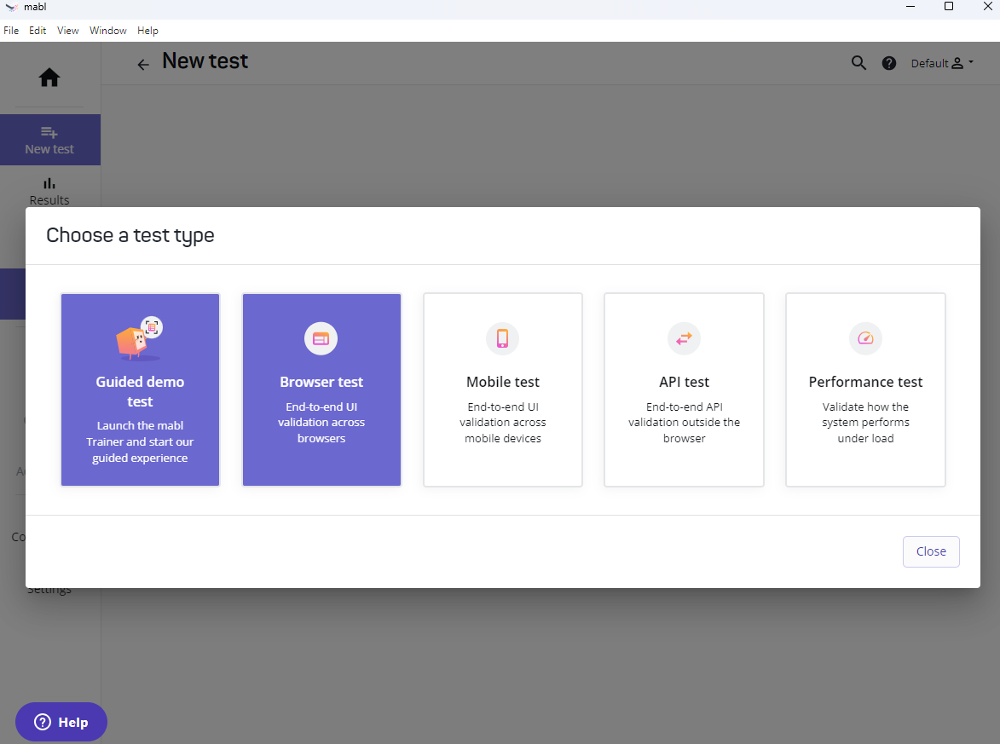 mabl
File Edit View Window Help
New test
Default
New test
Results
Choose a test type
Guided demo
test
Launch the mabl
Trainer and start our
guided experience
Browser test
End-to-end UI
validation across
browsers
Mobile test
End-to-end UI
validation across
mobile devices
API test
End-to-end API
validation outside the
browser
Performance test
Validate how the
system performs
under load
Close
Settings
Help